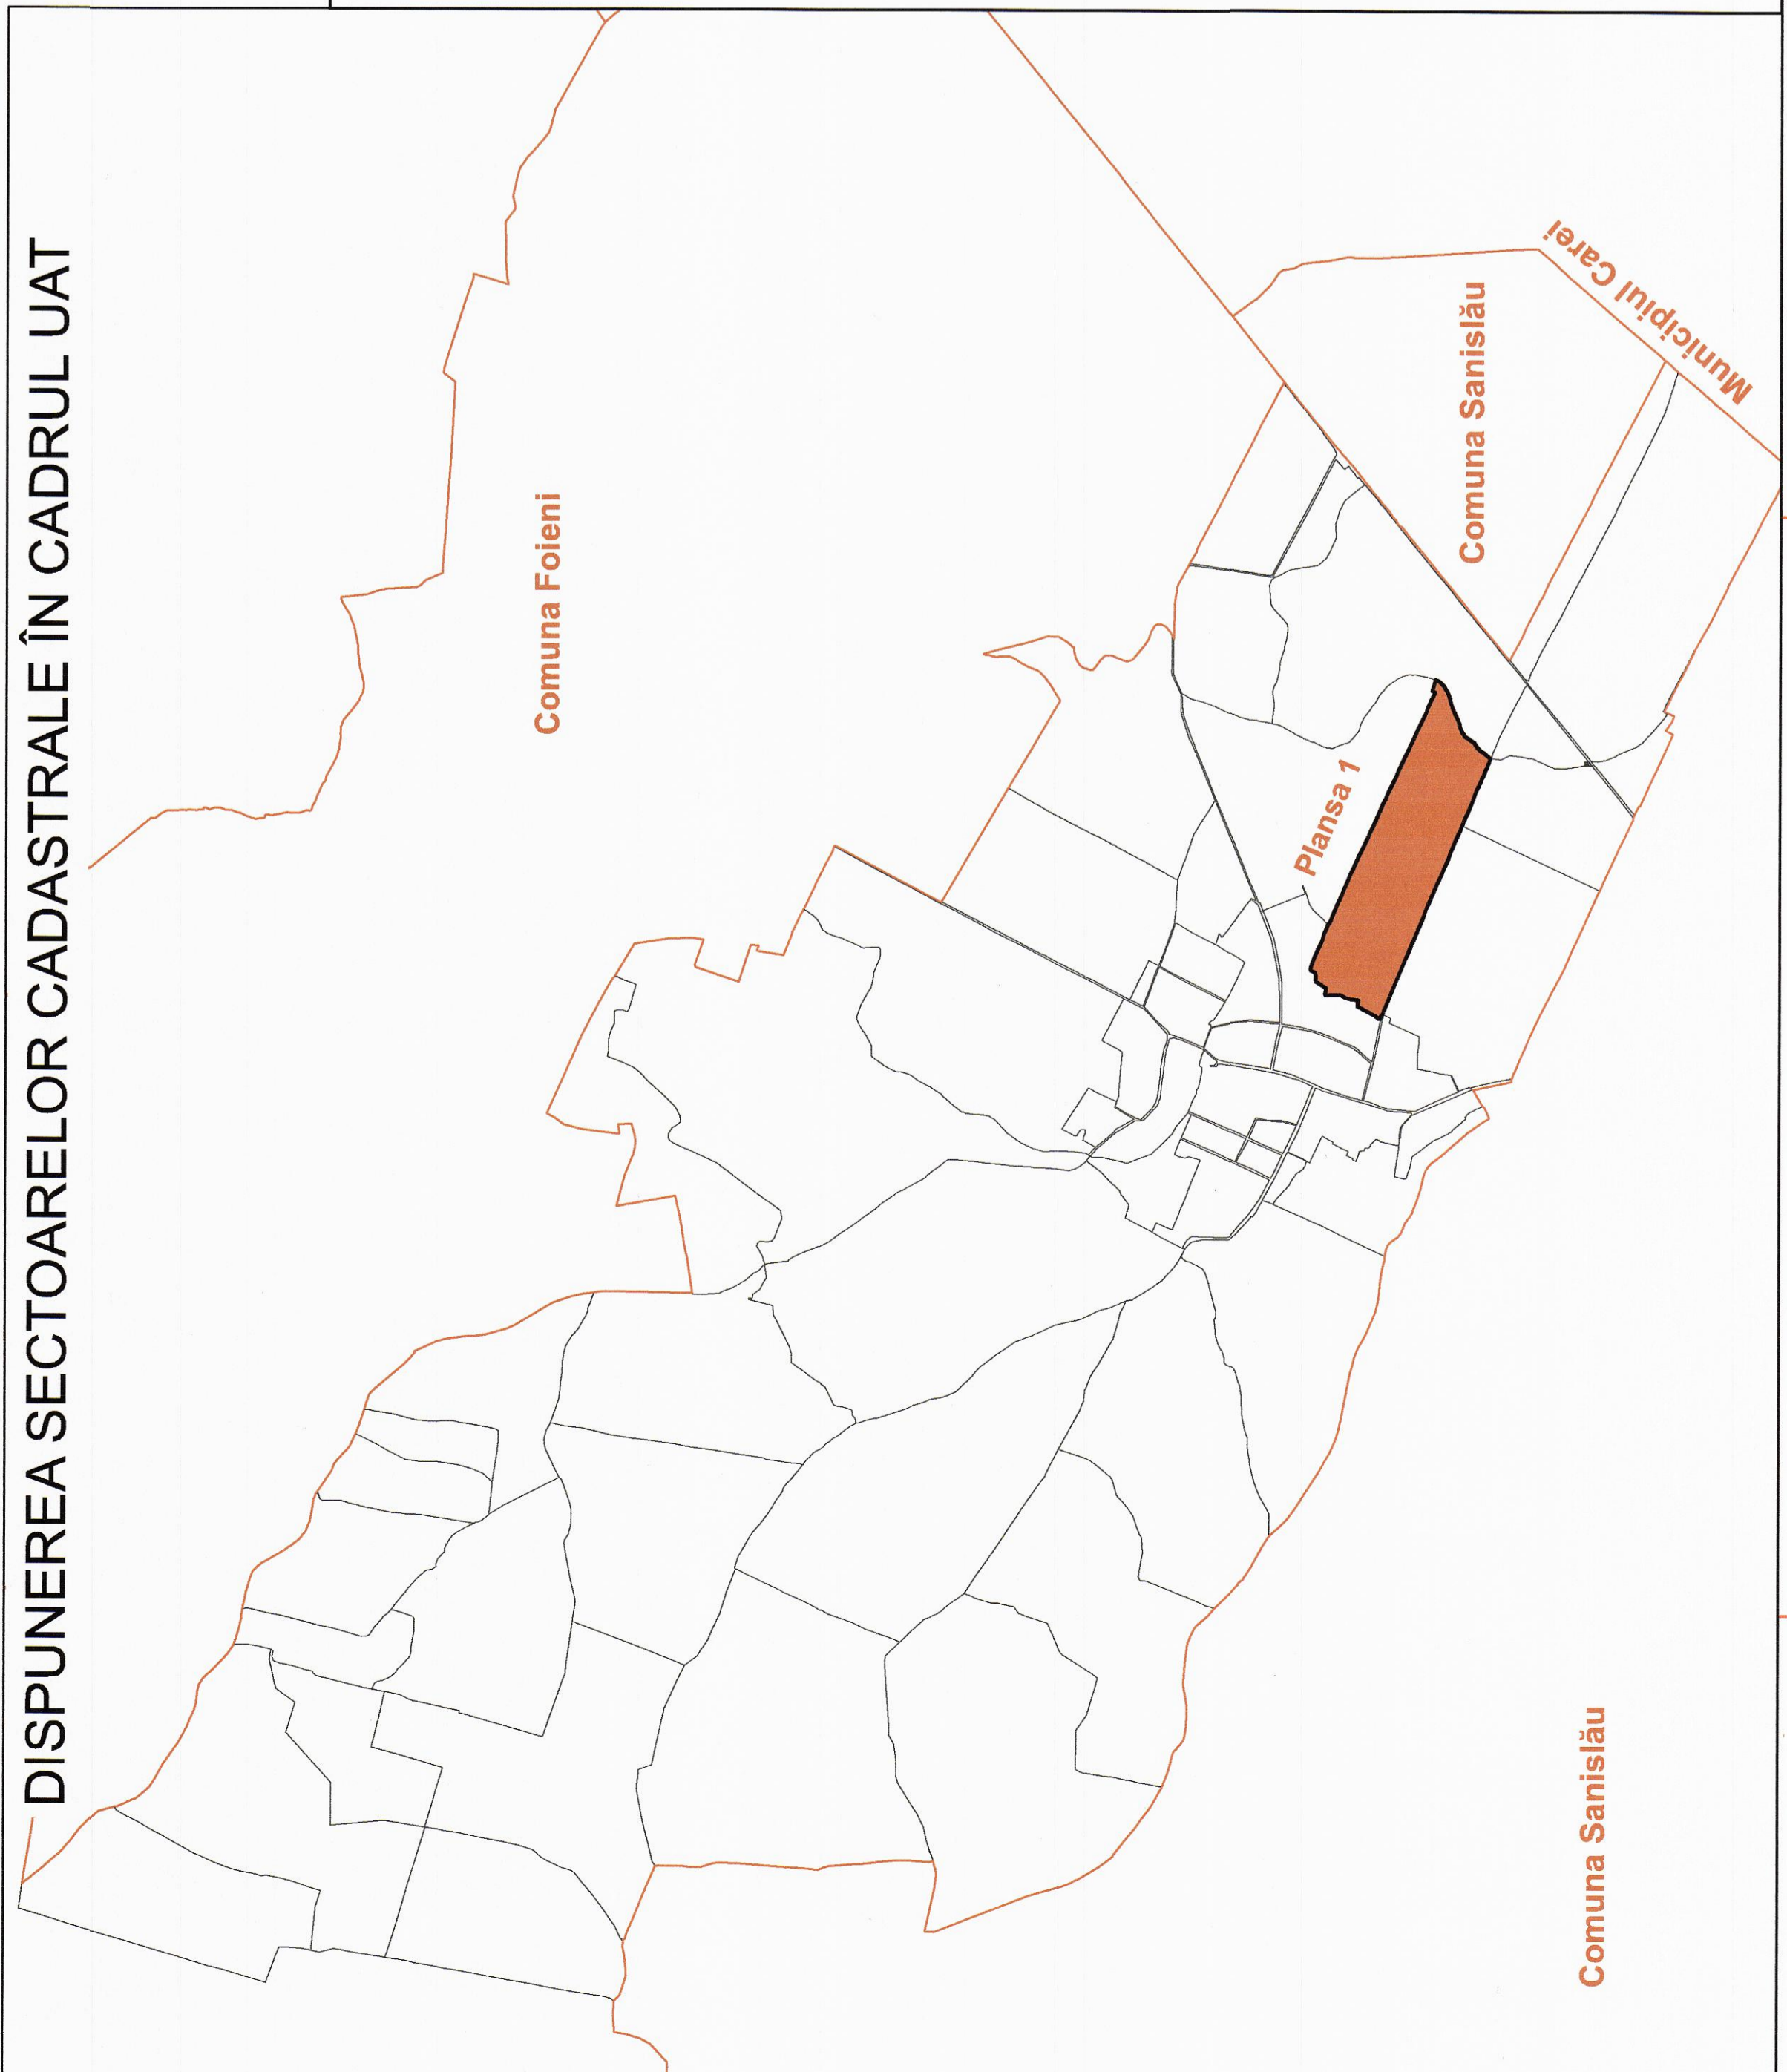 DISPUNEREA SECTOARELOR CADASTRALE ÎN CADRUL UAT
Comuna Foieni
Plansa 1
Comuna Sanislău
Municipiul Carei
Comuna Sanislău